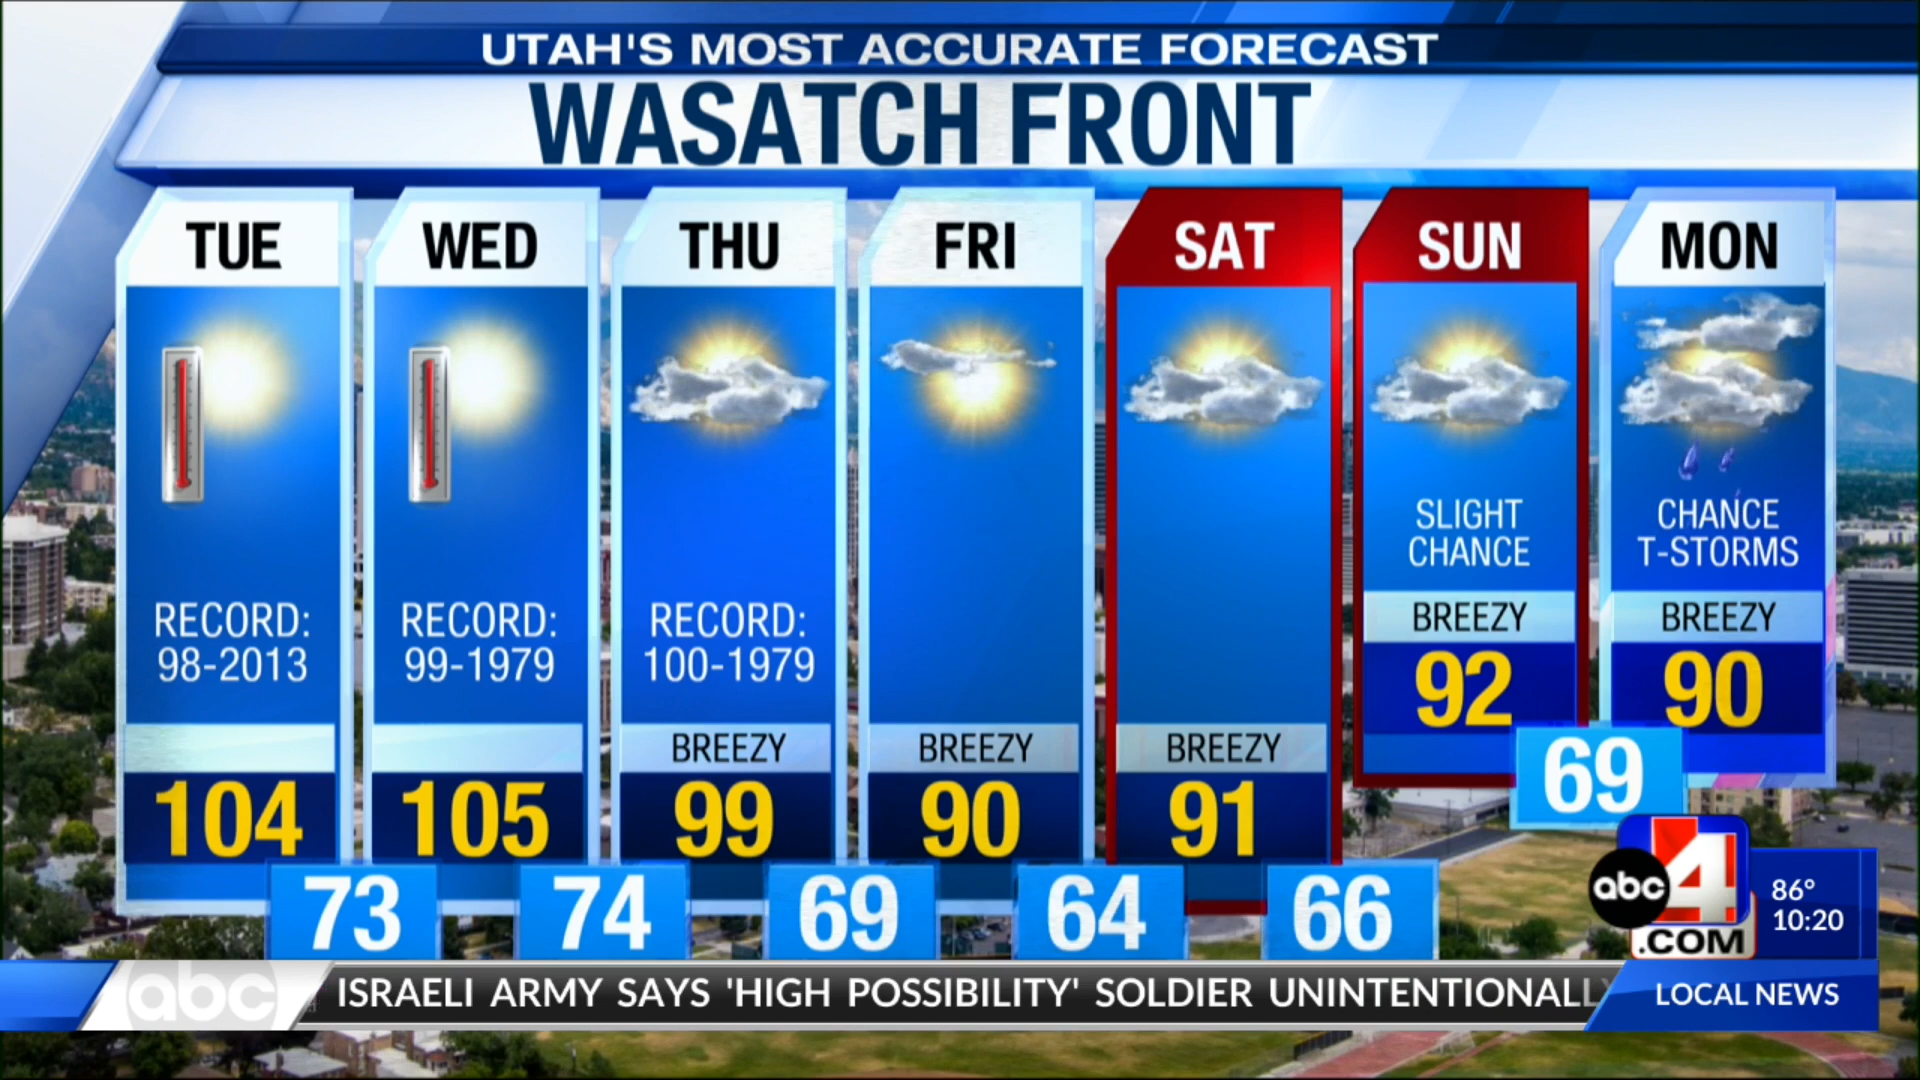 UTAH'S MOST ACCURATE FORECAST
WASATCH FRONT
TUE
RECORD:
98-2013
104
73
WED
RECORD:
99-1979
105
74
THU
RECORD:
100-1979
BREEZY
99
69
FRI
BREEZY
90
64
SAT
BREEZY
91
66
SUN
SLIGHT
CHANCE
BREEZY
92
69
MON
CHANCE
T-STORMS
BREEZY
90
abc 4
.COM
86°
10:20
abc
ISRAELI ARMY SAYS 'HIGH POSSIBILITY' SOLDIER UNINTENTIONALLY
LOCAL NEWS